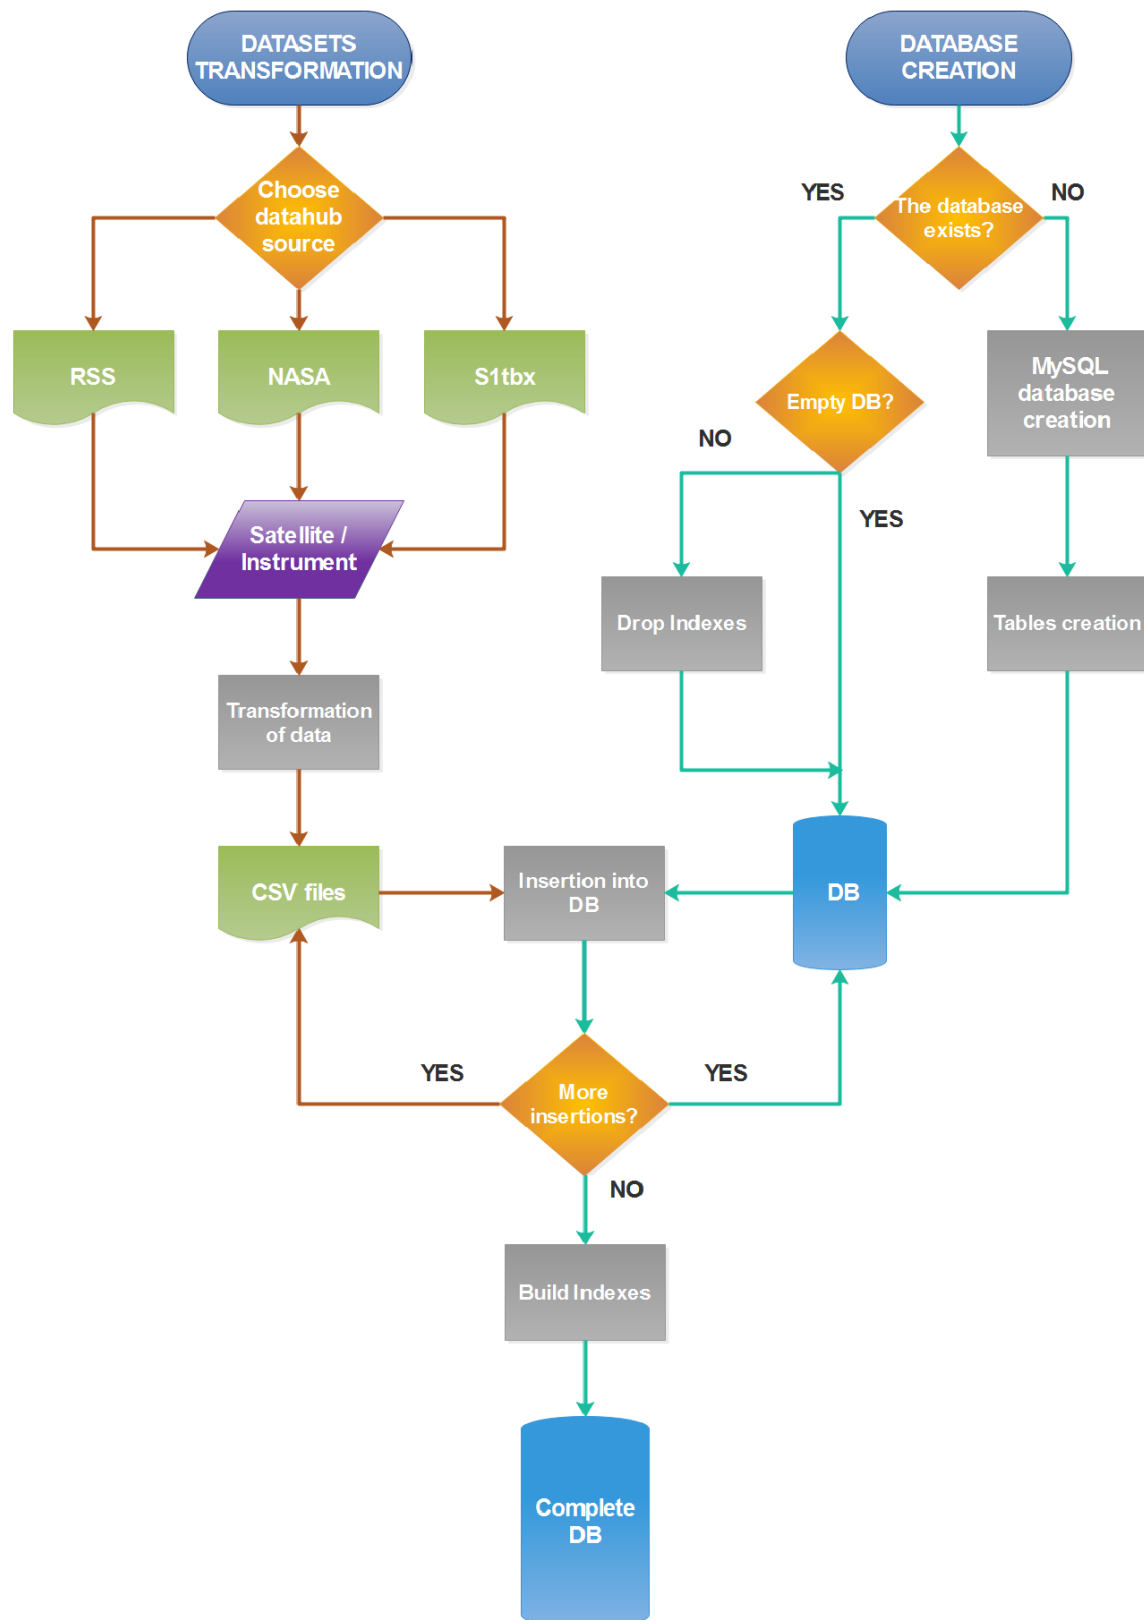 DATASETS
TRANSFORMATION
DATABASE
CREATION
Choose
datahub
source
YES
The database
exists?
NO
RSS
NASA
S1tbx
Empty DB?
MySQL
database
creation
NO
YES
Satellite /
Instrument
Drop Indexes
Tables creation
Transformation
of data
CSV files
Insertion into
DB
DB
YES
More
insertions?
YES
NO
Build Indexes
Complete
DB